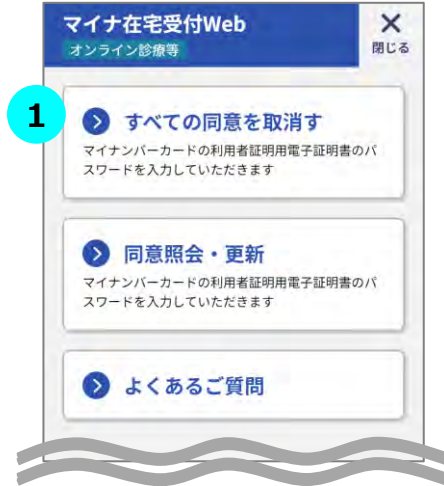 マイナ在宅受付Web
オンライン診療等
閉じる
1
すべての同意を取消す
マイナンバーカードの利用者証明用電子証明書のパ
スワードを入力していただきます
同意照会・更新
マイナンバーカードの利用者証明用電子証明書のパ
スワードを入力していただきます
よくあるご質問